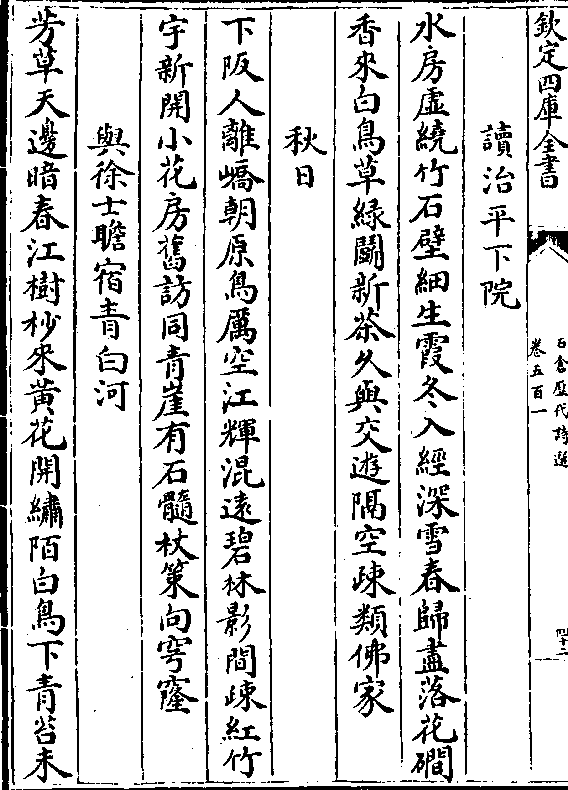 欽定四庫全書
石倉歷代詩選
卷五百一
四十二
讀治平下院
水房虛繞竹石壁細生霞冬入經深雪春歸盡落花磵
香來白鳥草綠鬭新茶久與交遊隔空疎類佛家
秋日
下阪人離嶠朝原鳥厲空江輝混遠碧林影間疎紅竹
宇新開小花房舊訪同青崖有石髓杖策向穹窿
與徐士瞻宿青白河
芳草天邊暗春江樹杪來黃花開繡陌白鳥下青苔未